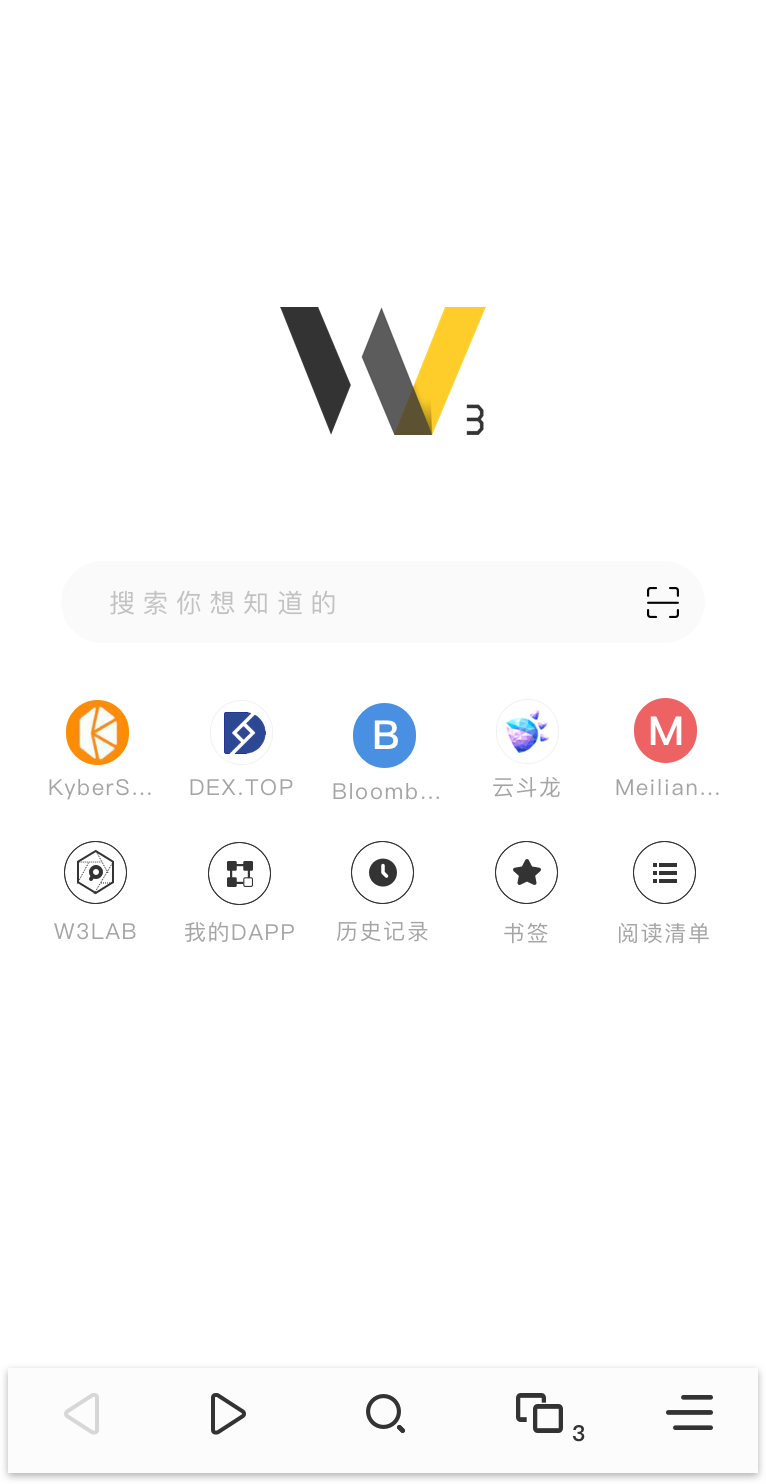 W3
搜索你想知道的
KyberS...
DEX.TOP
B
Bloomb...
云斗龙
M
Meilian...
W3LAB
我的DAPP
历史记录
书签
阅读清单
3